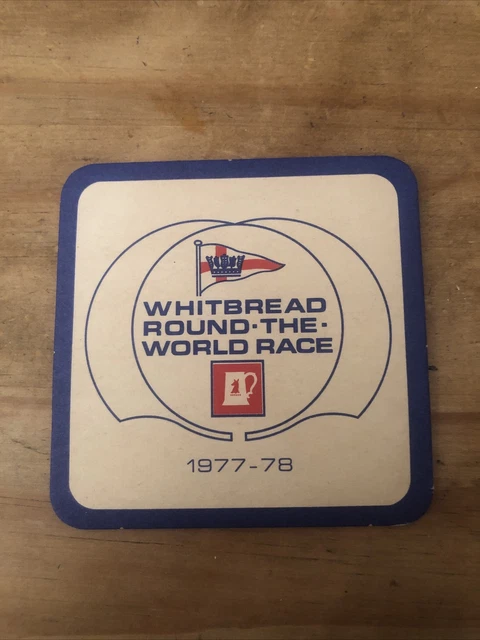 WHITBREAD
ROUND·THE·
WORLD RACE
1977-78